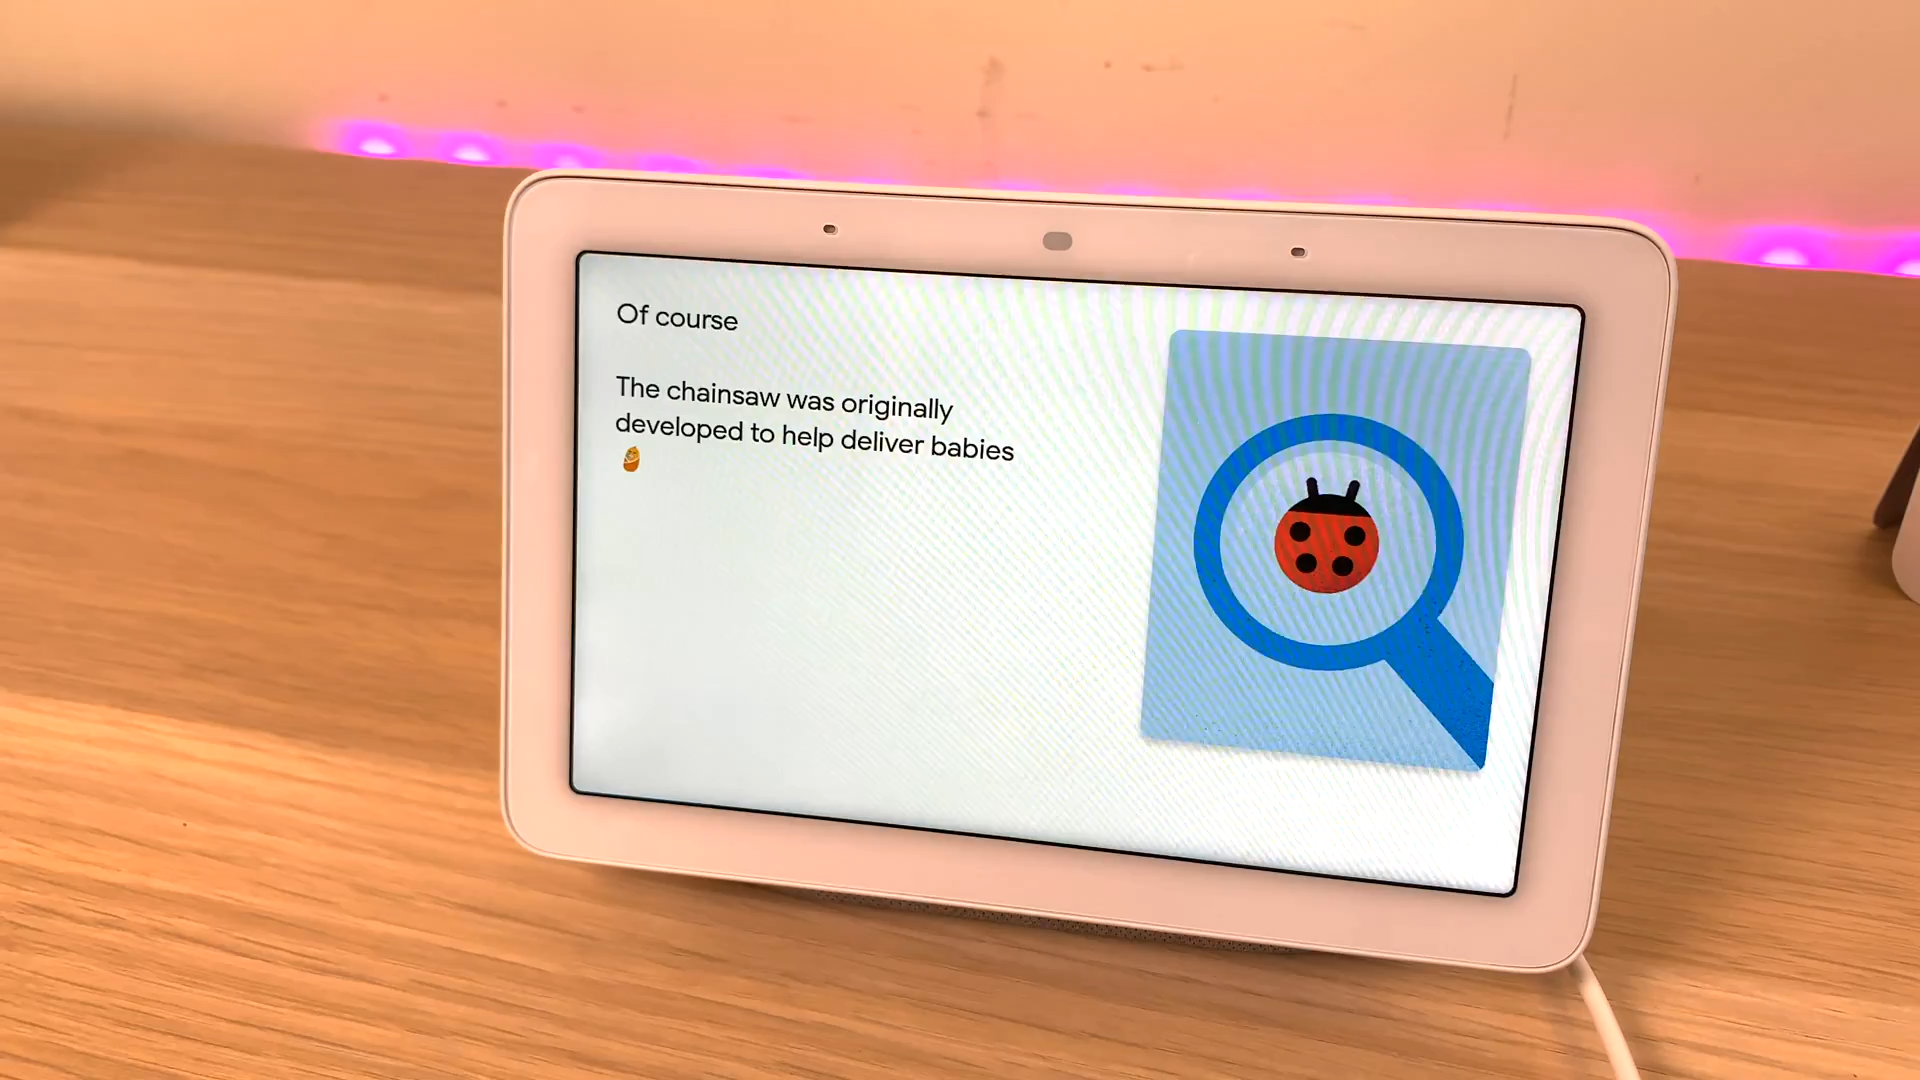 Of course
The chainsaw was originally
developed to help deliver babies